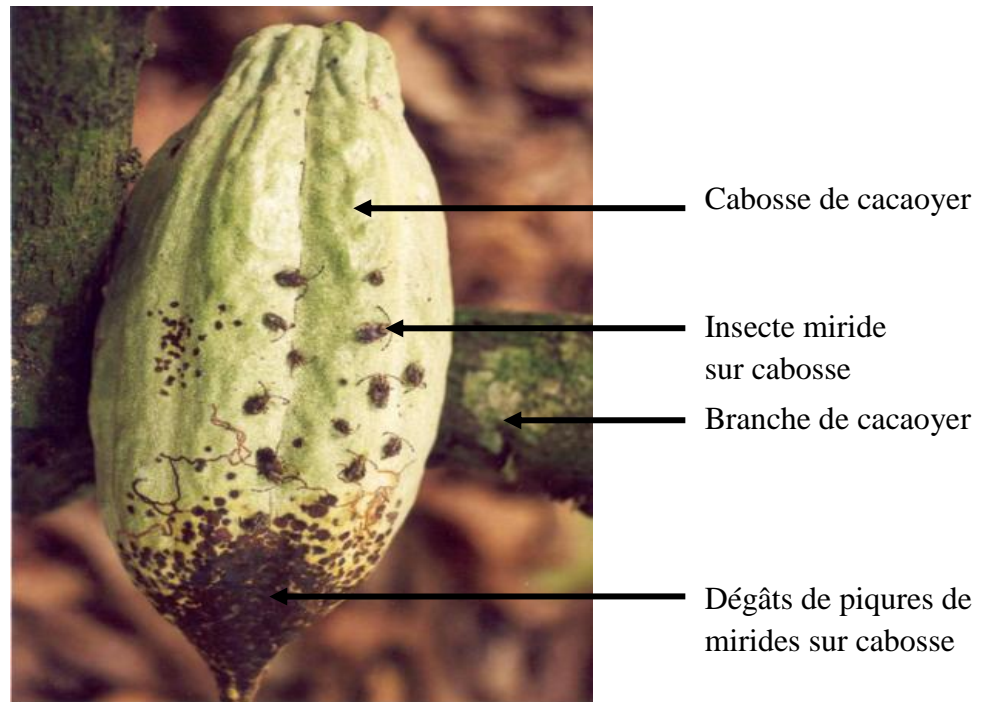 Cabosse de cacaoyer
Insecte miride
sur cabosse
Branche de cacaoyer
Dégâts de piqures de
mirides sur cabosse